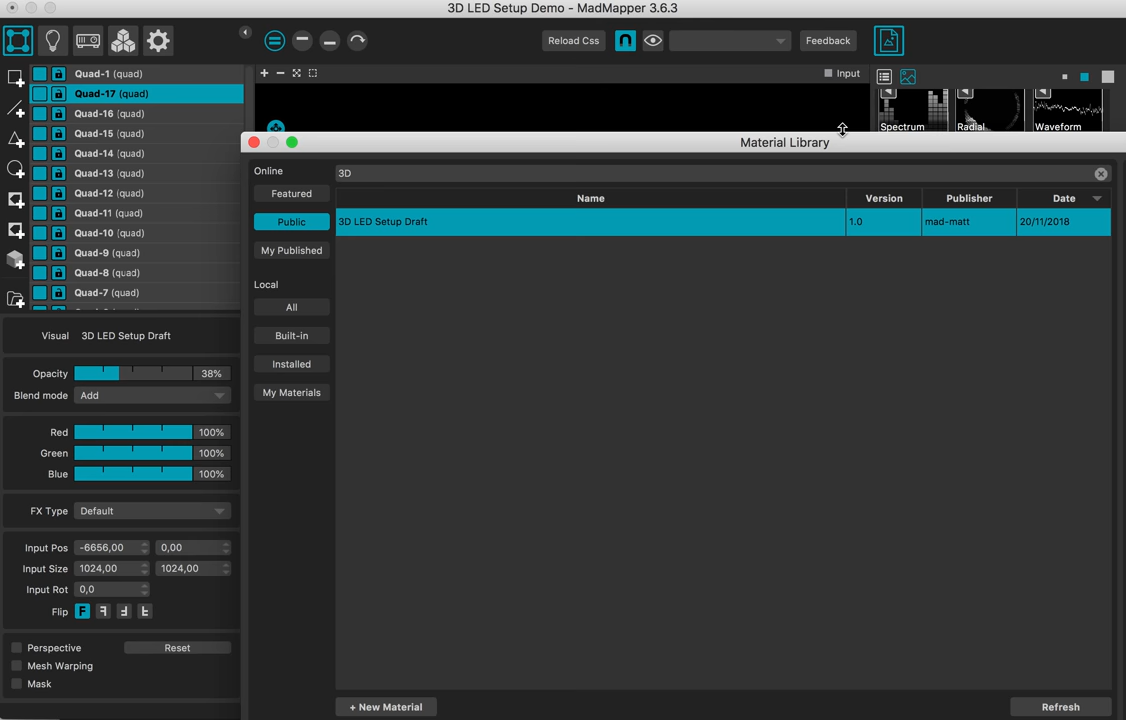 3D LED Setup Demo - MadMapper 3.6.3
Reload Css
Feedback
Quad-1 (quad)
Quad-17 (quad)
Quad-16 (quad)
Quad-15 (quad)
Quad-14 (quad)
Quad-13 (quad)
Quad-12 (quad)
Quad-11 (quad)
Quad-10 (quad)
Quad-9 (quad)
Quad-8 (quad)
Quad-7 (quad)
Input
Spectrum
Radial
Waveform
Visual 3D LED Setup Draft
Opacity 38%
Blend mode Add
Red 100%
Green 100%
Blue 100%
FX Type Default
Input Pos -6656,00 0,00
Input Size 1024,00 1024,00
Input Rot 0,0
Flip F
Perspective Reset
Mesh Warping
Mask
Material Library
Online
Featured
Public
My Published
Local
All
Built-in
Installed
My Materials
3D
Name Version Publisher Date
3D LED Setup Draft 1.0 mad-matt 20/11/2018
+ New Material
Refresh